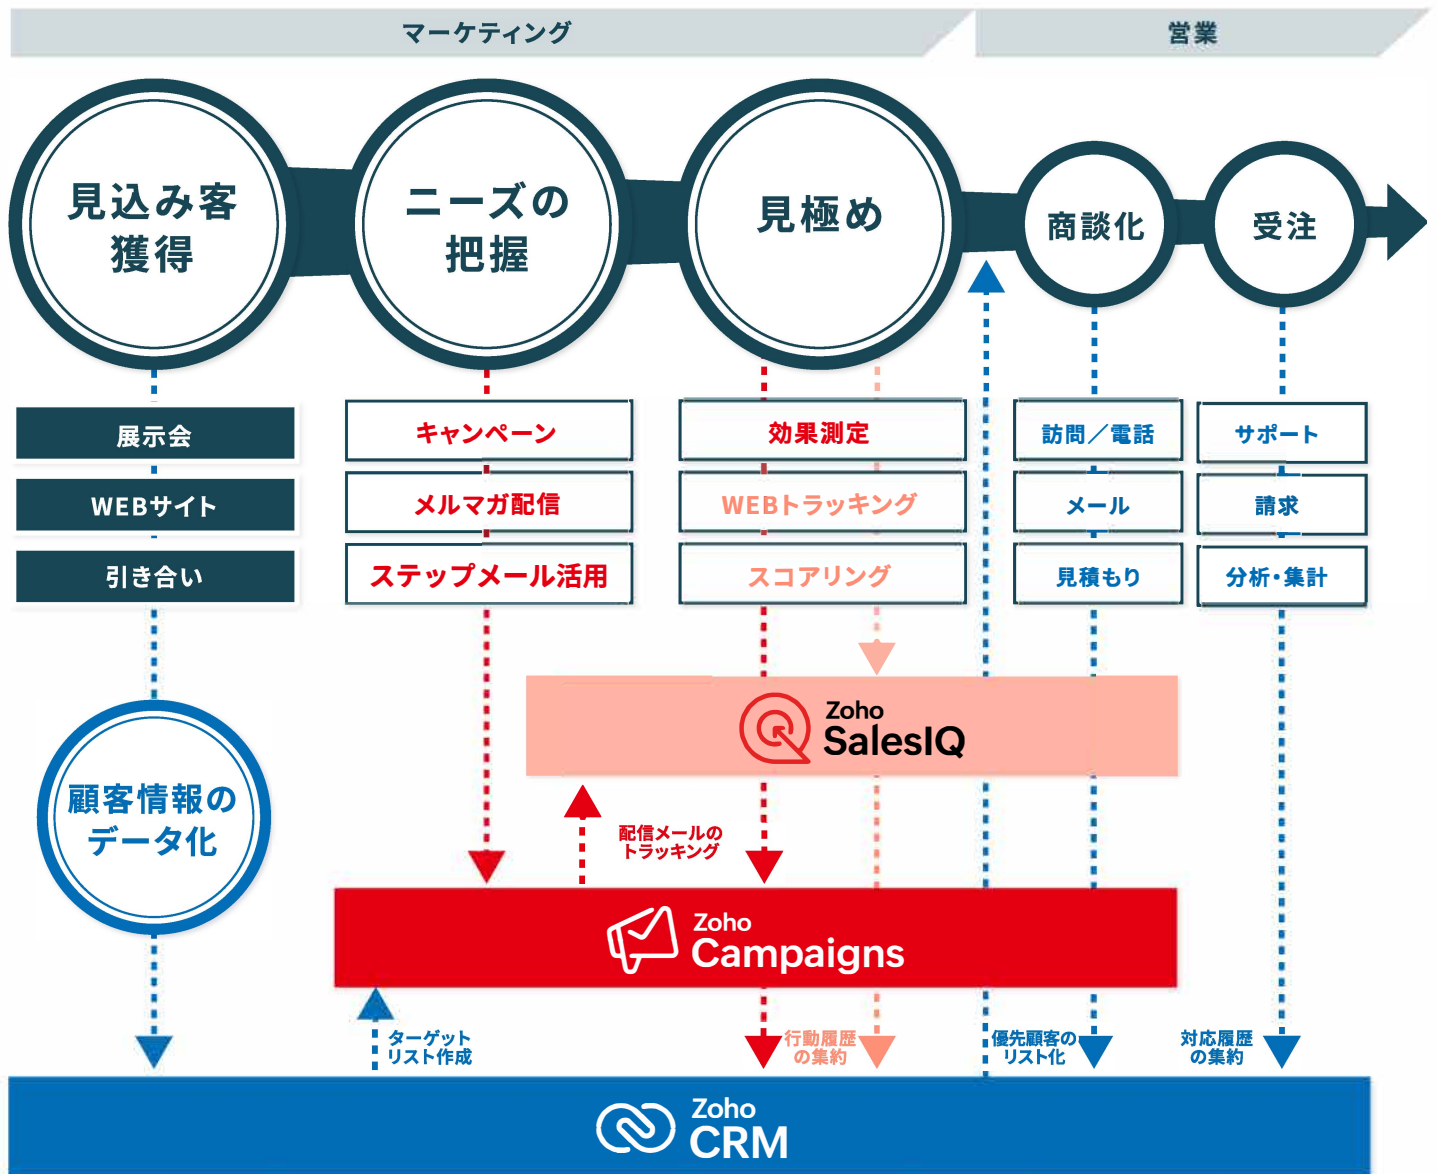 マーケティング
営業
見込み客
獲得
ニーズの
把握
見極め
商談化
受注
展示会
WEBサイト
引き合い
キャンペーン
メルマガ配信
ステップメール活用
効果測定
WEBトラッキング
スコアリング
訪問／電話
メール
見積もり
サポート
請求
分析・集計
Zoho
SalesIQ
顧客情報の
データ化
配信メールの
トラッキング
Zoho
Campaigns
ターゲット
リスト作成
行動履歴
の集約
優先顧客の
リスト化
対応履歴
の集約
Zoho
CRM